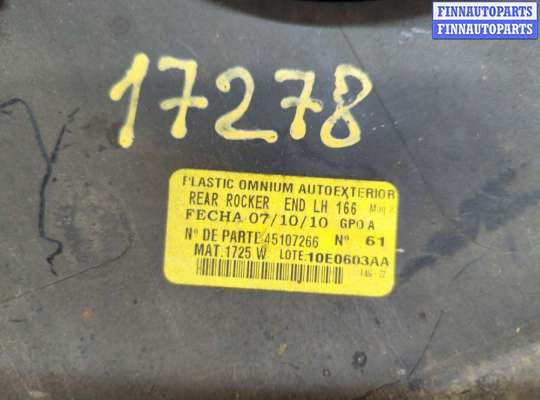 FINNAUTOPARTS
FINNAUTOPARTS
17278
PLASTIC OMNIUM AUTOEXTERIOR
REAR ROCKER END LH 166
FECHA 07/10/10 GPO A
Nº DE PARTE 45107266 Nº 61
MAT.1725 W LOTE:10E0603AA